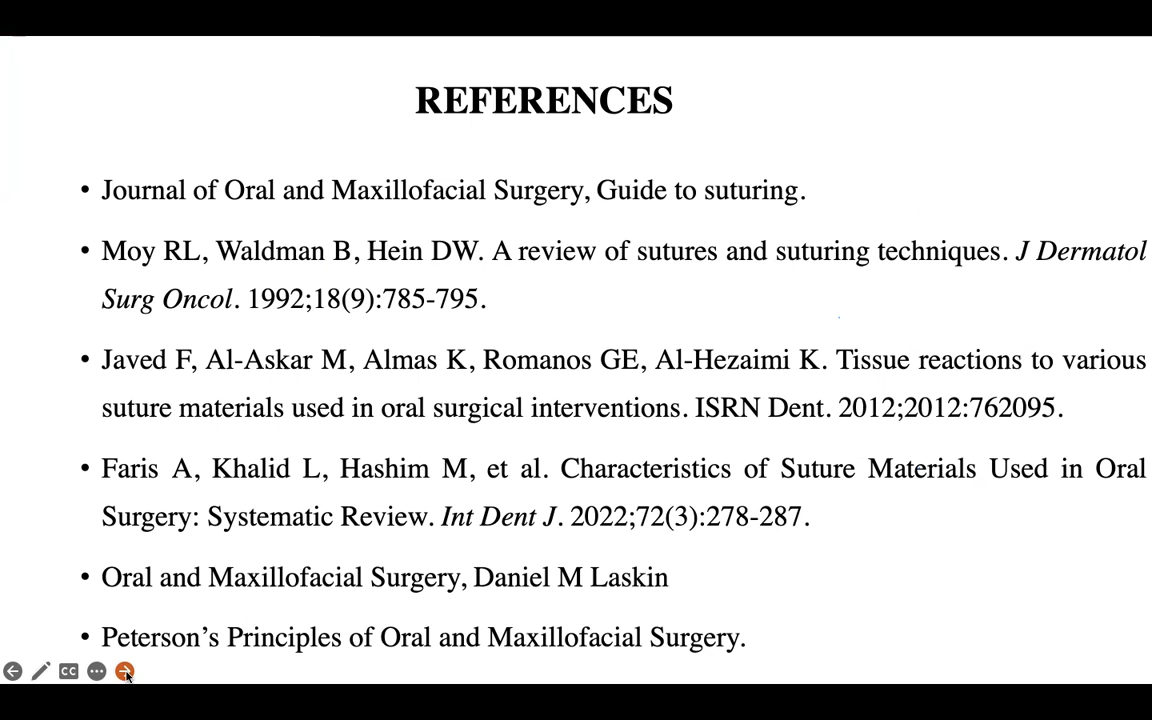 REFERENCES
• Journal of Oral and Maxillofacial Surgery, Guide to suturing.
• Moy RL, Waldman B, Hein DW. A review of sutures and suturing techniques. J Dermatol
Surg Oncol. 1992;18(9):785-795.
• Javed F, Al-Askar M, Almas K, Romanos GE, Al-Hezaimi K. Tissue reactions to various
suture materials used in oral surgical interventions. ISRN Dent. 2012;2012:762095.
• Faris A, Khalid L, Hashim M, et al. Characteristics of Suture Materials Used in Oral
Surgery: Systematic Review. Int Dent J. 2022;72(3):278-287.
• Oral and Maxillofacial Surgery, Daniel M Laskin
• Peterson’s Principles of Oral and Maxillofacial Surgery.
CC